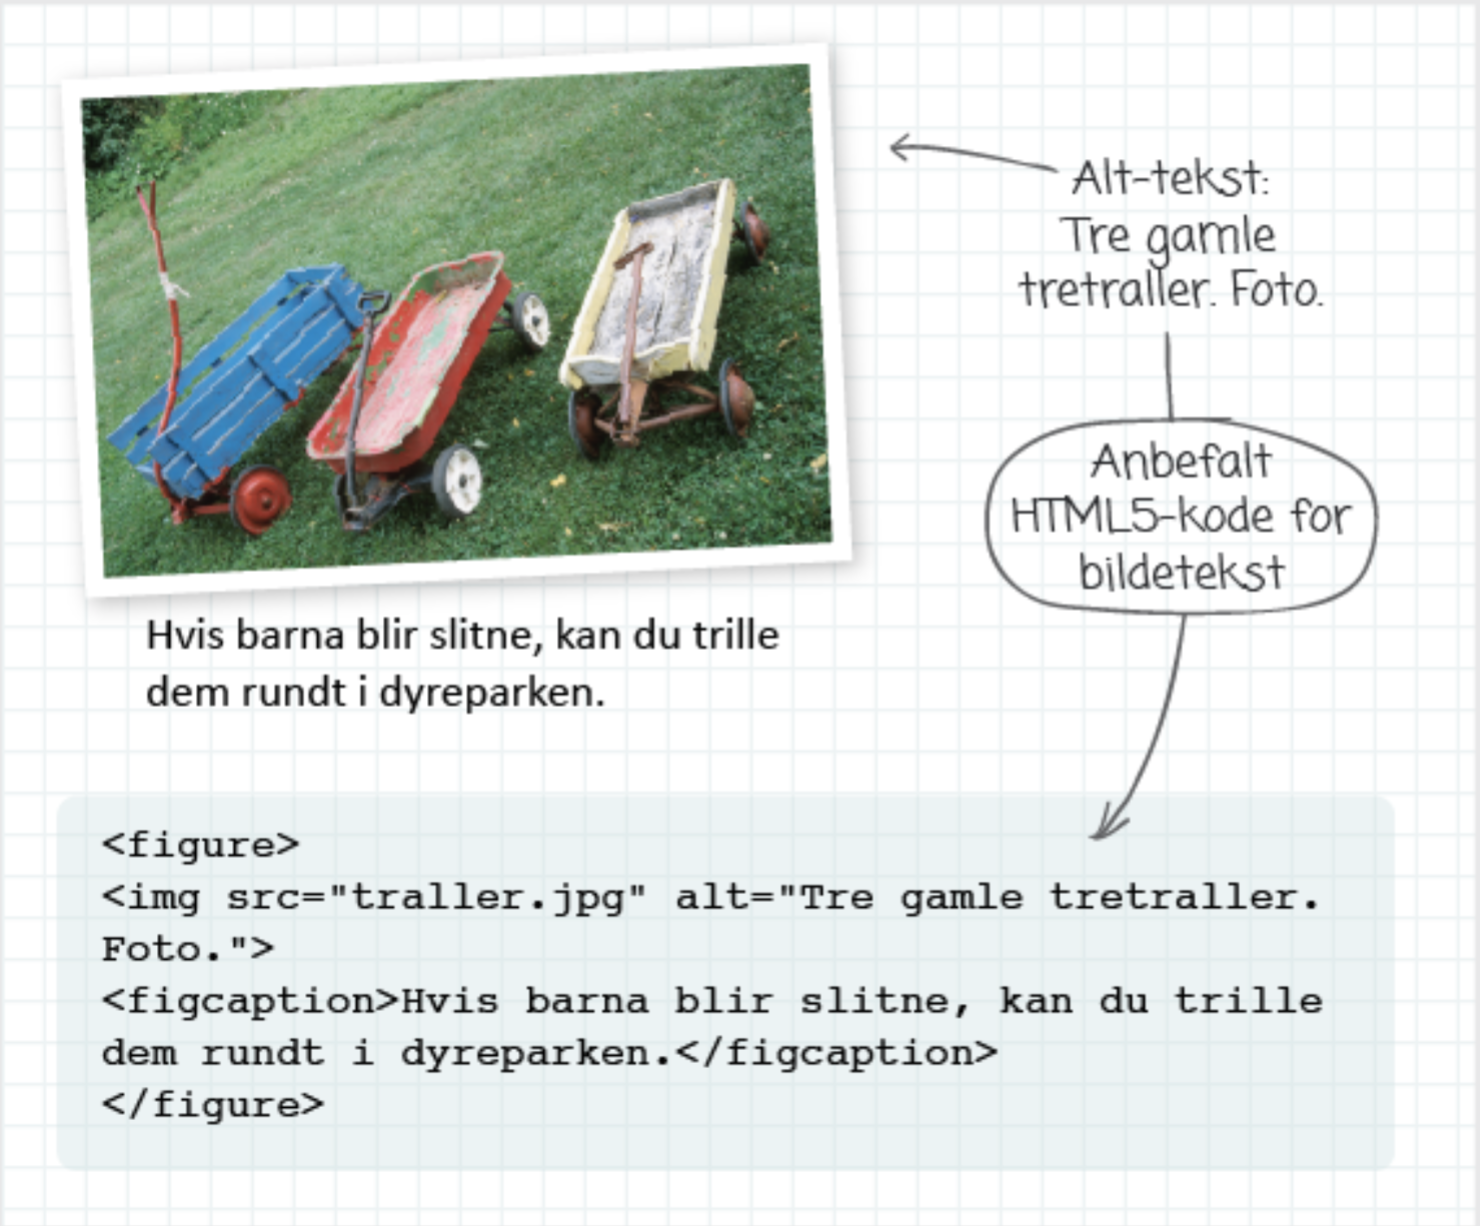 Alt-tekst:
Tre gamle
tretraller. Foto.
Anbefalt
HTML5-kode for
bildetekst
Hvis barna blir slitne, kan du trille
dem rundt i dyreparken.
<figure>
<img src="traller.jpg" alt="Tre gamle tretraller.
Foto.">
<figcaption>Hvis barna blir slitne, kan du trille
dem rundt i dyreparken.</figcaption>
</figure>